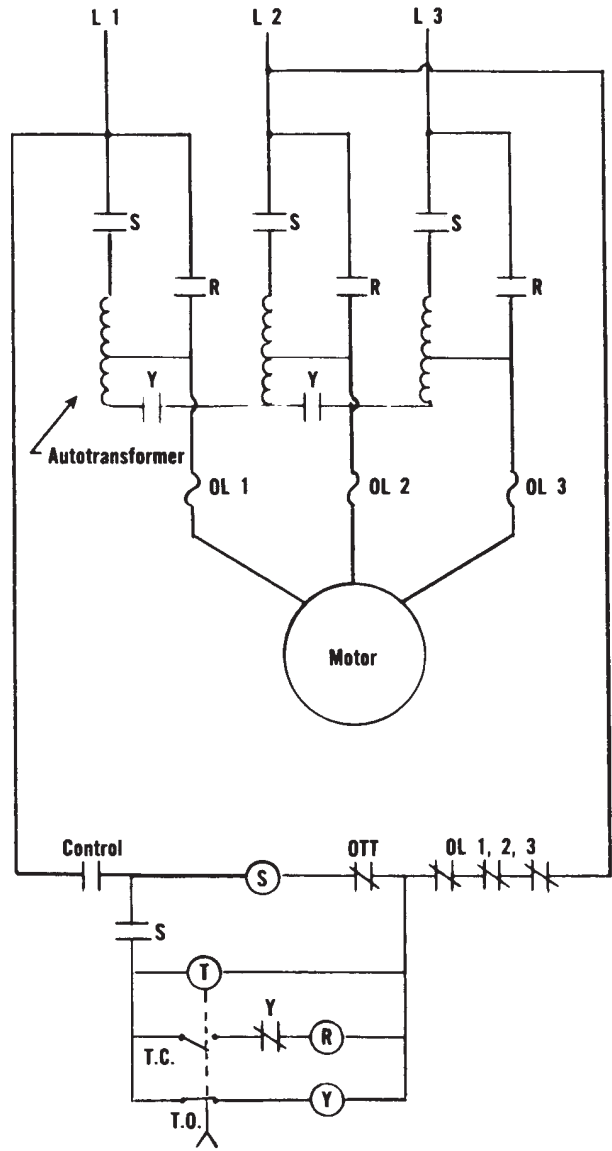 L 1
L 2
L 3
S
S
S
R
R
R
Y
Y
Autotransformer
OL 1
OL 2
OL 3
Motor
Control
OTT
OL 1, 2, 3
S
S
T
Y
R
T.C.
Y
T.O.